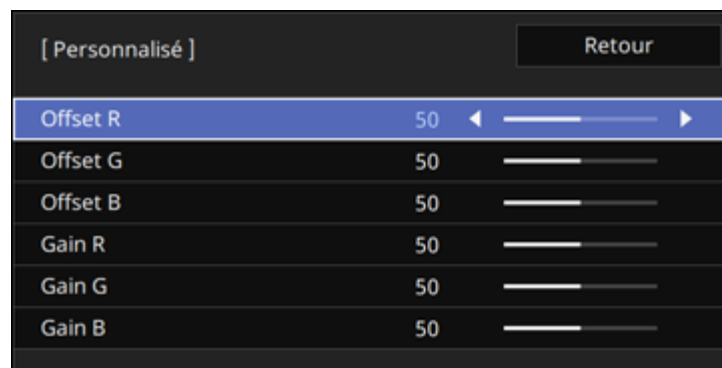 [ Personnalisé ] Retour
Offset R 50
Offset G 50
Offset B 50
Gain R 50
Gain G 50
Gain B 50